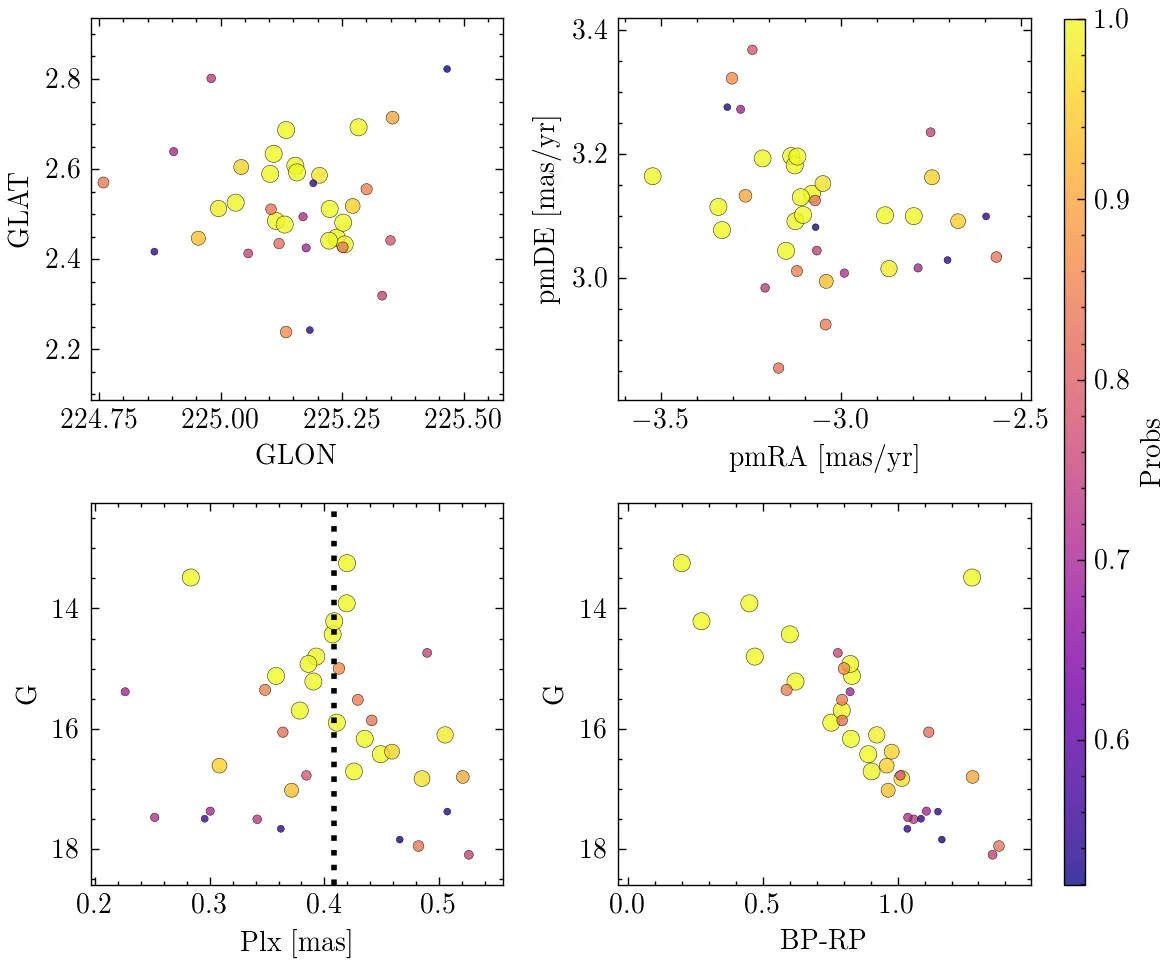 2.8
2.6
2.4
2.2
GLAT
224.75 225.00 225.25 225.50
GLON
3.4
3.2
3.0
pmDE [mas/yr]
−3.5 −3.0 −2.5
pmRA [mas/yr]
1.0
0.9
0.8
0.7
0.6
Probs
14
16
18
G
0.2 0.3 0.4 0.5
Plx [mas]
14
16
18
G
0.0 0.5 1.0
BP-RP